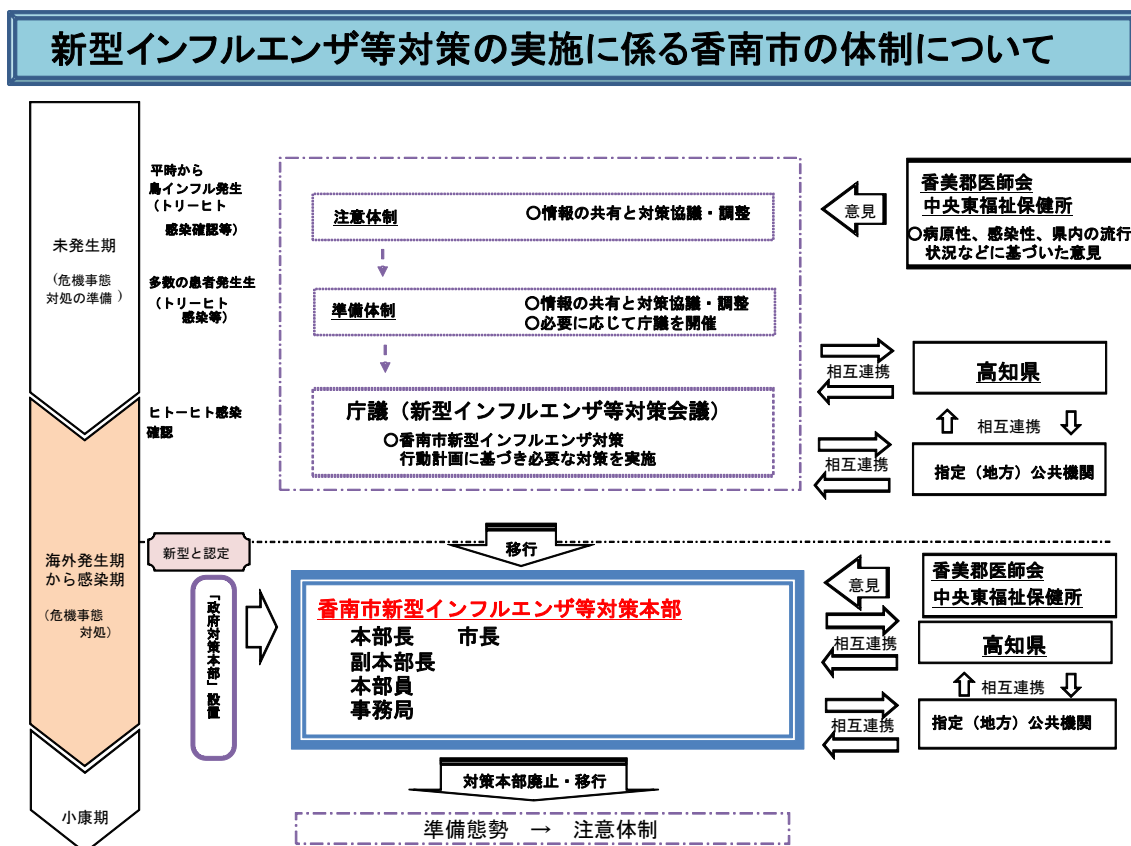 新型インフルエンザ等対策の実施に係る香南市の体制について
未発生期
(危機事態
対処の準備 )
平時から
鳥インフル発生
（トリーヒト
感染確認等）
多数の患者発生生
（トリーヒト
感染等）
ヒトーヒト感染
確認
注意体制
〇情報の共有と対策協議・調整
準備体制
〇情報の共有と対策協議・調整
〇必要に応じて庁議を開催
庁議（新型インフルエンザ等対策会議）
〇香南市新型インフルエンザ対策
行動計画に基づき必要な対策を実施
意見
香美郡医師会
中央東福祉保健所
〇病原性、感染性、県内の流行
状況などに基づいた意見
相互連携
高知県
相互連携
相互連携
指定（地方）公共機関
海外発生期
から感染期
（危機事態
対処）
新型と認定
「政府対策本部」設置
移行
香南市新型インフルエンザ等対策本部
本部長　　市長
副本部長
本部員
事務局
意見
香美郡医師会
中央東福祉保健所
相互連携
高知県
相互連携
相互連携
指定（地方）公共機関
対策本部廃止・移行
小康期
準備態勢　→　注意体制